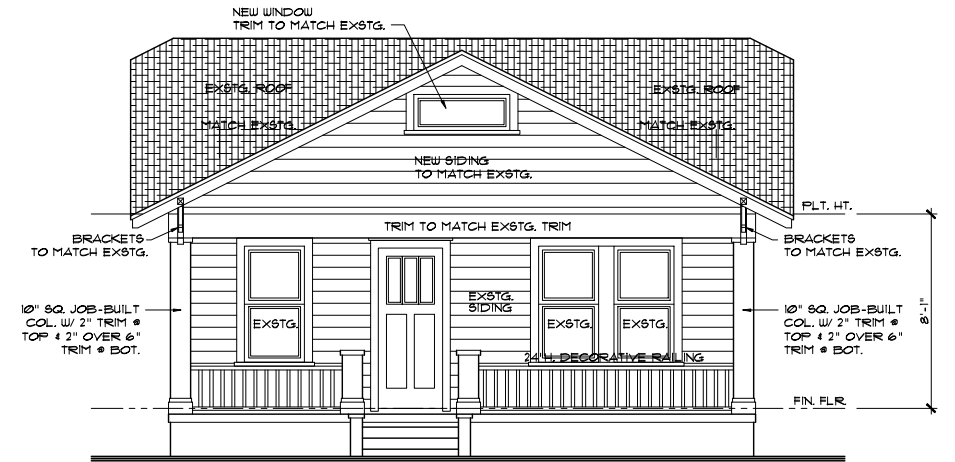 NEW WINDOW
TRIM TO MATCH EXSTG.
EXSTG. ROOF
MATCH EXSTG.
EXSTG. ROOF
MATCH EXSTG.
NEW SIDING
TO MATCH EXSTG.
PLT. HT.
TRIM TO MATCH EXSTG. TRIM
BRACKETS
TO MATCH EXSTG.
BRACKETS
TO MATCH EXSTG.
10" SQ. JOB-BUILT
COL. W/ 2" TRIM @
TOP & 2" OVER 6"
TRIM @ BOT.
EXSTG.
EXSTG.
SIDING
EXSTG.
EXSTG.
10" SQ. JOB-BUILT
COL. W/ 2" TRIM @
TOP & 2" OVER 6"
TRIM @ BOT.
8'-1"
24" H. DECORATIVE RAILING
FIN. FLR.